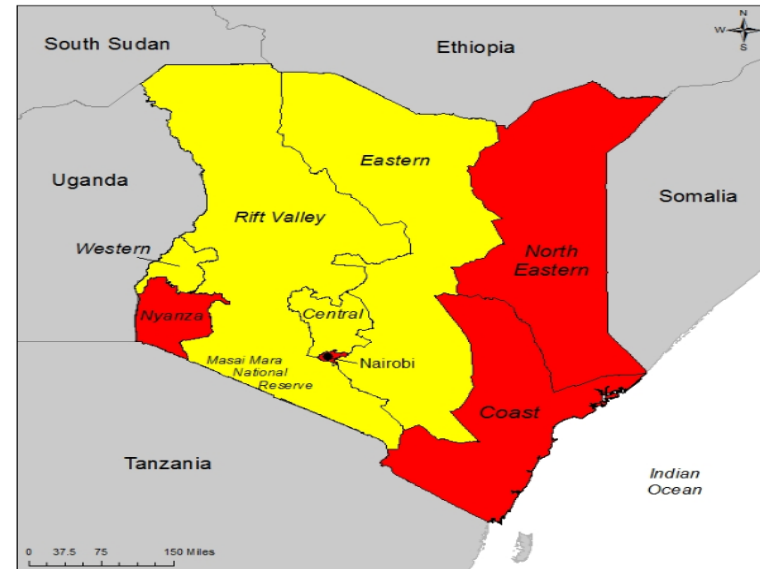 N
W E
S
South Sudan
Ethiopia
Eastern
Uganda
Somalia
Rift Valley
Western
North
Eastern
Nyanza
Central
Masai Mara
National
Reserve
Nairobi
Coast
Tanzania
Indian
Ocean
0 37.5 75 150 Miles